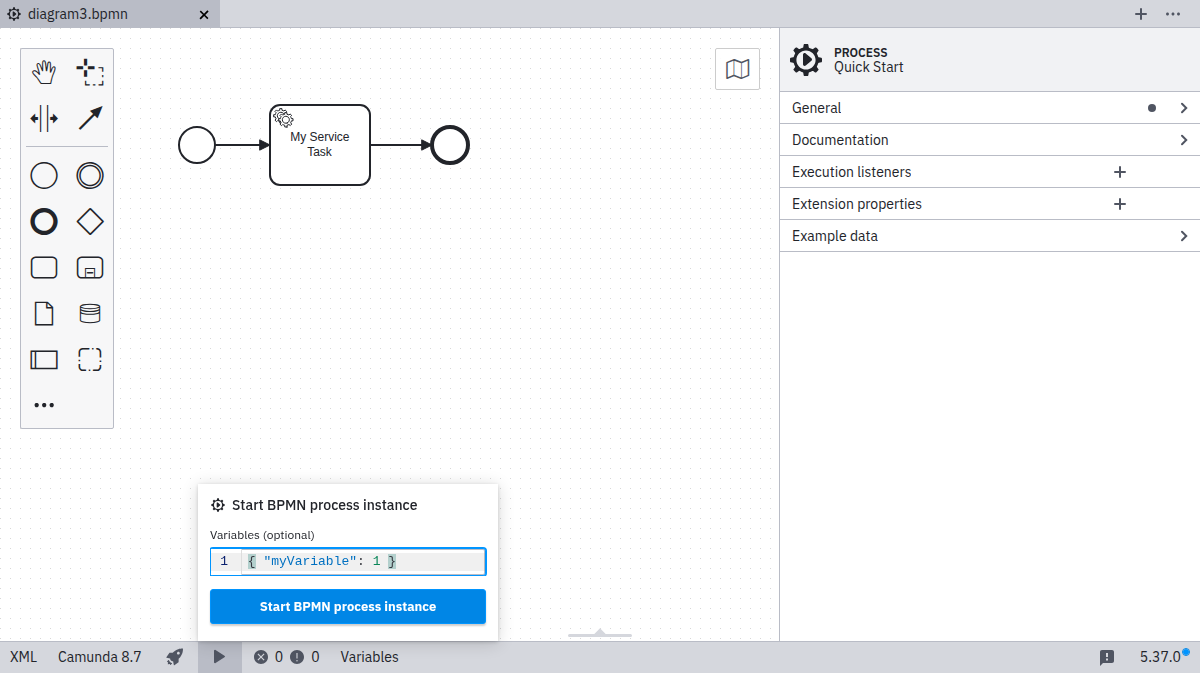 diagram3.bpmn
PROCESS
Quick Start
General
Documentation
Execution listeners
Extension properties
Example data
My Service
Task
Start BPMN process instance
Variables (optional)
1 { "myVariable": 1 }
Start BPMN process instance
XML Camunda 8.7 0 0 Variables 5.37.0